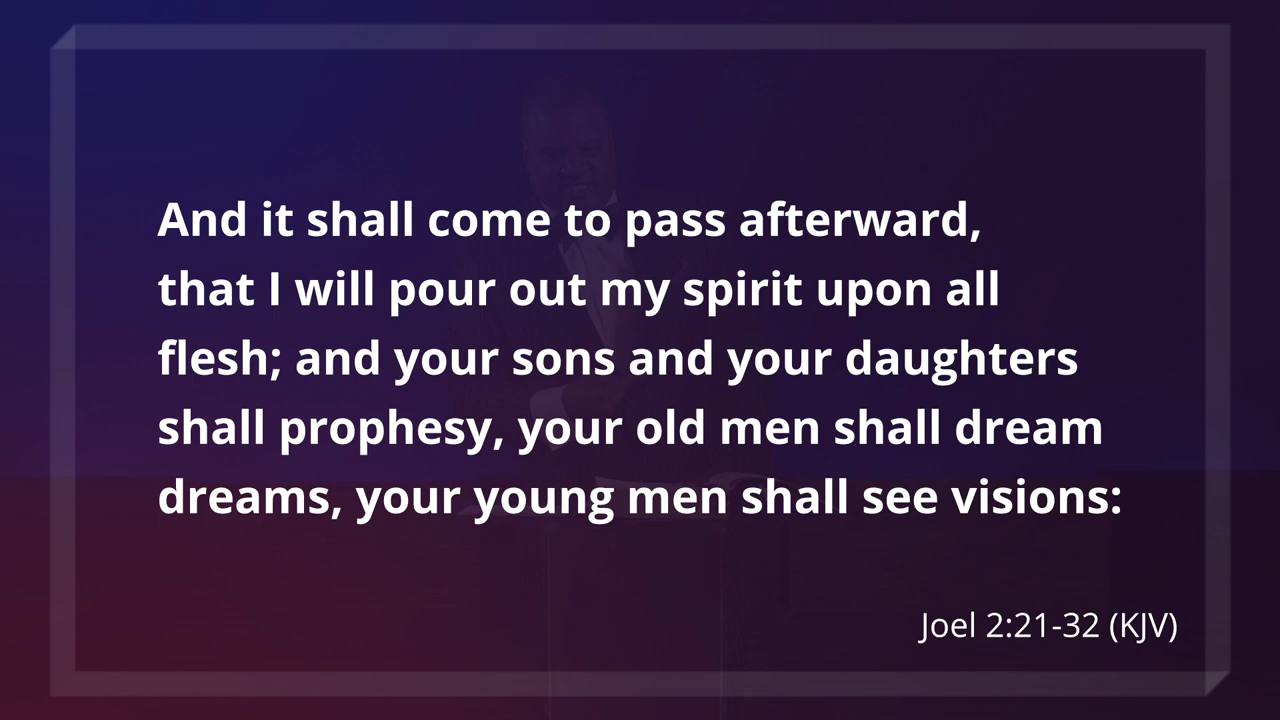 And it shall come to pass afterward,
that I will pour out my spirit upon all
flesh; and your sons and your daughters
shall prophesy, your old men shall dream
dreams, your young men shall see visions:
Joel 2:21-32 (KJV)